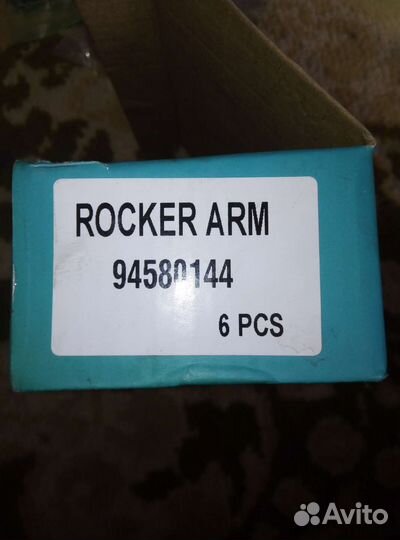 ROCKER ARM
94580144
6 PCS
Avito